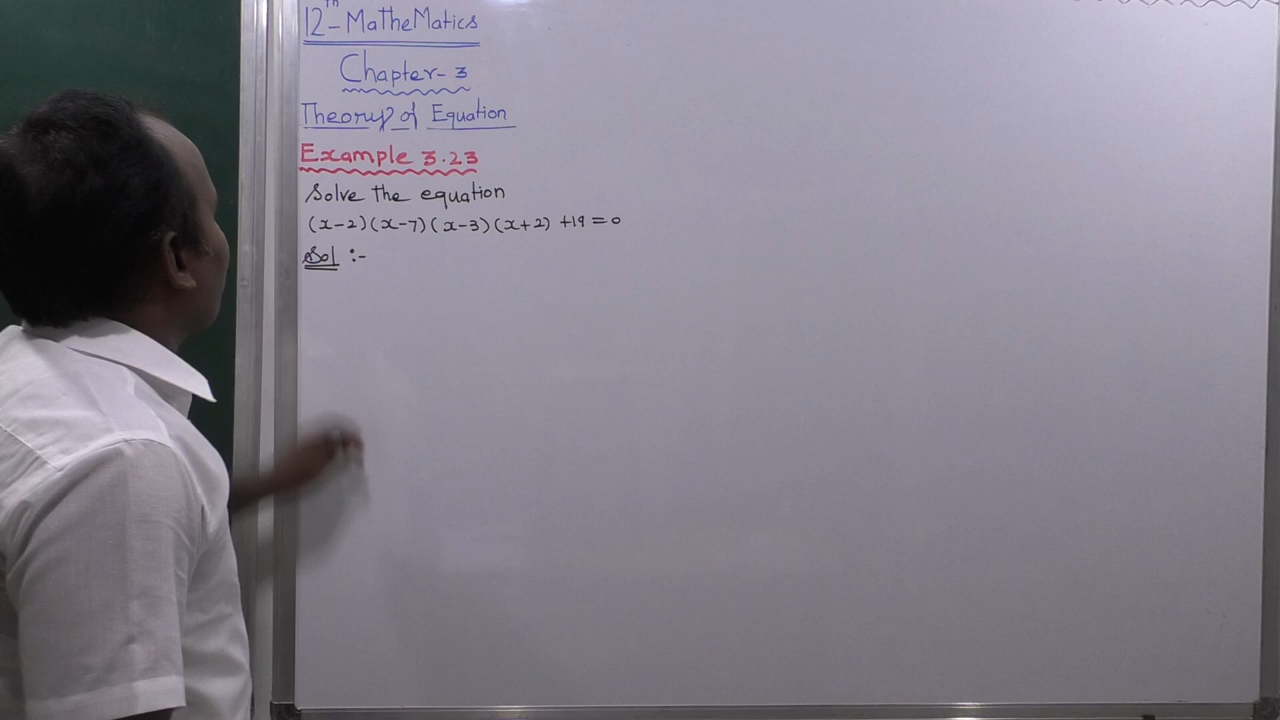 12th-Mathematics
Chapter-3
Theory of Equation
Example 3.23
Solve the equation
(x-2)(x-7)(x-3)(x+2)+19=0
Sol :-